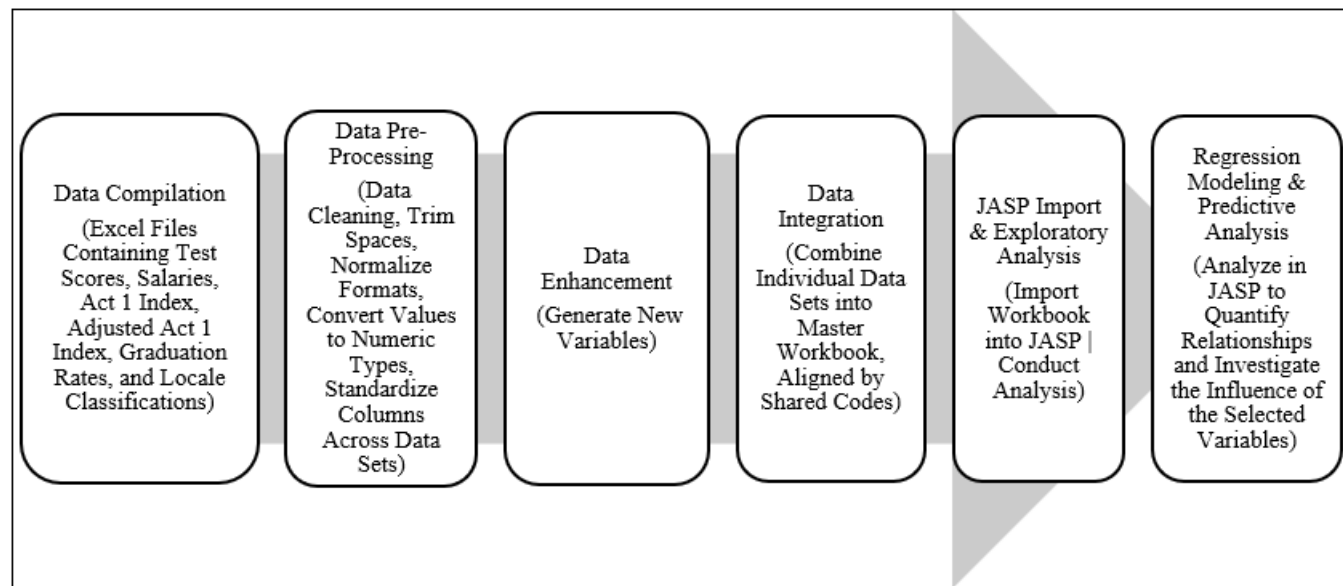 Data Compilation
(Excel Files
Containing Test
Scores, Salaries,
Act 1 Index,
Adjusted Act 1
Index, Graduation
Rates, and Locale
Classifications)
Data Pre-
Processing
(Data
Cleaning, Trim
Spaces,
Normalize
Formats,
Convert Values
to Numeric
Types,
Standardize
Columns
Across Data
Sets)
Data
Enhancement
(Generate New
Variables)
Data
Integration
(Combine
Individual Data
Sets into
Master
Workbook,
Aligned by
Shared Codes)
JASP Import
& Exploratory
Analysis
(Import
Workbook
into JASP |
Conduct
Analysis)
Regression
Modeling &
Predictive
Analysis
(Analyze in
JASP to
Quantify
Relationships
and Investigate
the Influence of
the Selected
Variables)